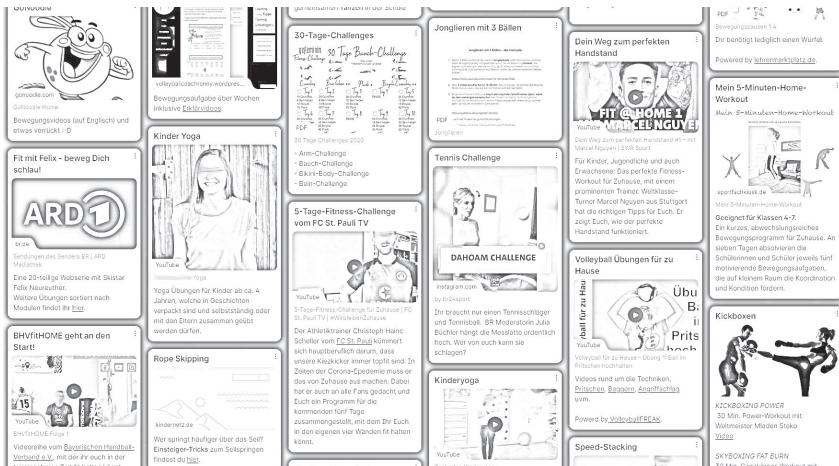 GoNoodle
gonoodle.com
GoNoodle Home
Bewegungsvideos (auf Englisch) und
etwas verrückt :-D
Fit mit Felix - beweg Dich
schlau!
ARD 1
br.de
Sendungen des Senders BR | ARD
Mediathek
Eine 20-teilige Webserie mit Skistar
Felix Neureuther.
Weitere Übungen sortiert nach
Modulen findet ihr hier.
BHVfitHOME geht an den
Start!
15
YouTube
BHVfitHOME Folge 1
Videoreihe vom Bayerischen Handball-
Verband e.V., mit der ihr euch in der
volleyballcoachronny.wordpres...
Bewegungsaufgabe über Wochen
inklusive Erklärvideos.
Kinder Yoga
YouTube
Yoga Übungen für Kinder ab ca. 4
Jahren, welche in Geschichten
verpackt sind und selbstständig oder
mit den Eltern zusammen geübt
werden dürfen.
Rope Skipping
kindernetz.de
Wer springt häufiger über das Seil?
Einsteiger-Tricks zum Seilspringen
findest du hier.
30-Tage-Challenges
30 Tage Bauch-Challenge
PDF
30 Tage Challenges 2020
- Arm-Challenge
- Bauch-Challenge
- Bikini-Body-Challenge
- Bein-Challenge
5-Tage-Fitness-Challenge
vom FC St. Pauli TV
YouTube
5-Tage-Fitness-Challenge für Zuhause | FC
St. Pauli TV | #WirbleibenZuhause
Der Athletiktrainer Christoph Hainc
Scheller vom FC St. Pauli kümmert
sich hauptberuflich darum, dass
unsere Kiezkicker immer topfit sind. In
Zeiten der Corona-Epedemie muss er
das von Zuhause aus machen. Dabei
hat er auch an alle Fans gedacht und
Euch ein Programm für die
kommenden fünf Tage
zusammengestellt, mit dem Ihr Euch
in den eigenen vier Wänden fit halten
könnt.
Jonglieren mit 3 Bällen
PDF
Jonglieren
Tennis Challenge
DAHOAM CHALLENGE
instagram.com
by br24sport
Ihr braucht nur einen Tennisschläger
und Tennisball. BR Moderatorin Julia
Büchler hängt die Messlatte ordentlich
hoch. Wer von euch kann sie
schlagen?
Kinderyoga
YouTube
Dein Weg zum perfekten
Handstand
FIT @ HOME 1
MARCEL NGUYEN
YouTube
Dein Weg zum perfekten Handstand #1 – mit
Marcel Nguyen | SWR Sport
Für Kinder, Jugendliche und auch
Erwachsene: Das perfekte Fitness-
Workout für Zuhause, mit einem
prominenten Trainer. Weltklasse-
Turner Marcel Nguyen aus Stuttgart
hat die richtigen Tipps für Euch. Er
zeigt Euch, wie der perfekte
Handstand funktioniert.
Volleyball Übungen für zu
Hause
YouTube
Volleyball für zu Hause – Übung 1: Ball im
Pritschen hochhalten
Videos rund um die Techniken,
Pritschen, Baggern, Angriffschlag
uvm.
Powerd by VolleyballFREAK.
Speed-Stacking
PDF
Bewegungspausen 1-4
Ihr benötigt lediglich einen Würfel.
Powered by lehrermarktplatz.de.
Mein 5-Minuten-Home-
Workout
Mein 5-Minuten-Home-Workout
sportfachkiosk.de
Mein 5-Minuten-Home-Workout
Geeignet für Klassen 4-7.
Ein kurzes, abwechslungsreiches
Bewegungsprogramm für Zuhause. An
sieben Tagen absolvieren die
Schülerinnen und Schüler jeweils fünf
motivierende Bewegungsaufgaben,
die auf kleinem Raum die Koordination
und Kondition fördern.
Kickboxen
KICKBOXING POWER
30 Min. Power-Workout mit
Weltmeister Mladen Steko
Video
SKYBOXING FAT BURN